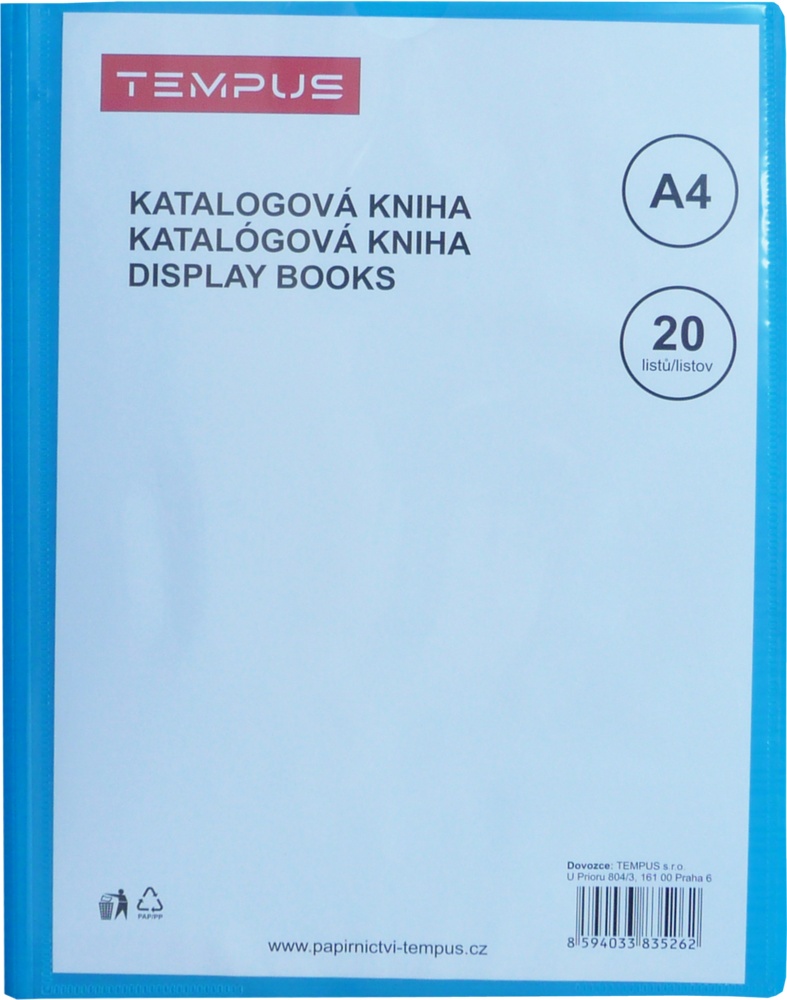 TEMPUS
KATALOGOVÁ KNIHA
KATALÓGOVÁ KNIHA
DISPLAY BOOKS
A4
20
listů/listov
Dovozce: TEMPUS s.r.o.
U Prioru 804/3, 161 00 Praha 6
8 594033 835262
PAP/PP
www.papirnictvi-tempus.cz